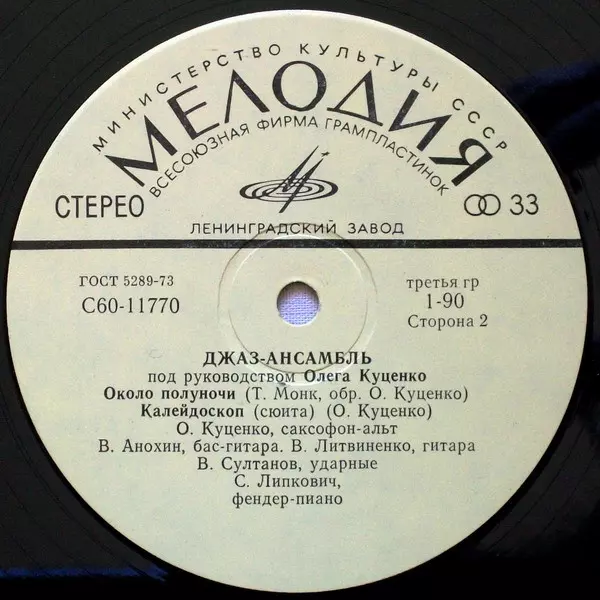 МИНИСТЕРСТВО КУЛЬТУРЫ СССР
МЕЛОДИЯ
ВСЕСОЮЗНАЯ ФИРМА ГРАМПЛАСТИНОК
СТЕРЕО
33
ЛЕНИНГРАДСКИЙ ЗАВОД
ГОСТ 5289-73
третья гр
С60-11770
1-90
Сторона 2
ДЖАЗ-АНСАМБЛЬ
под руководством Олега Куценко
Около полуночи (Т. Монк, обр. О. Куценко)
Калейдоскоп (сюита) (О. Куценко)
О. Куценко, саксофон-альт
В. Анохин, бас-гитара. В. Литвиненко, гитара
В. Султанов, ударные
С. Липкович,
фендер-пиано